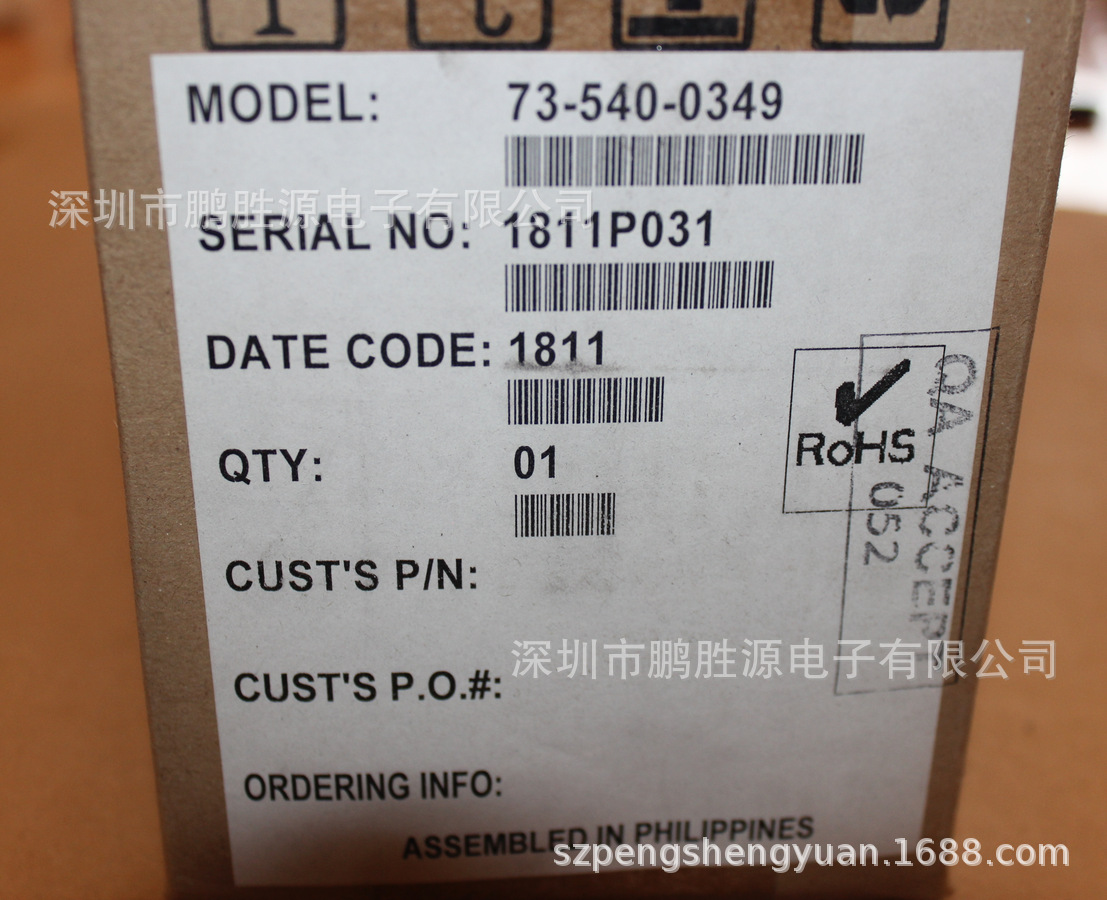 MODEL: 73-540-0349
深圳市鹏胜源电子有限公司
SERIAL NO: 1811P031
DATE CODE: 1811
QTY: 01
RoHS
QA ACCEPT
052
CUST'S P/N:
深圳市鹏胜源电子有限公司
CUST'S P.O.#:
ORDERING INFO:
ASSEMBLED IN PHILIPPINES
szpengshengyuan.1688.com